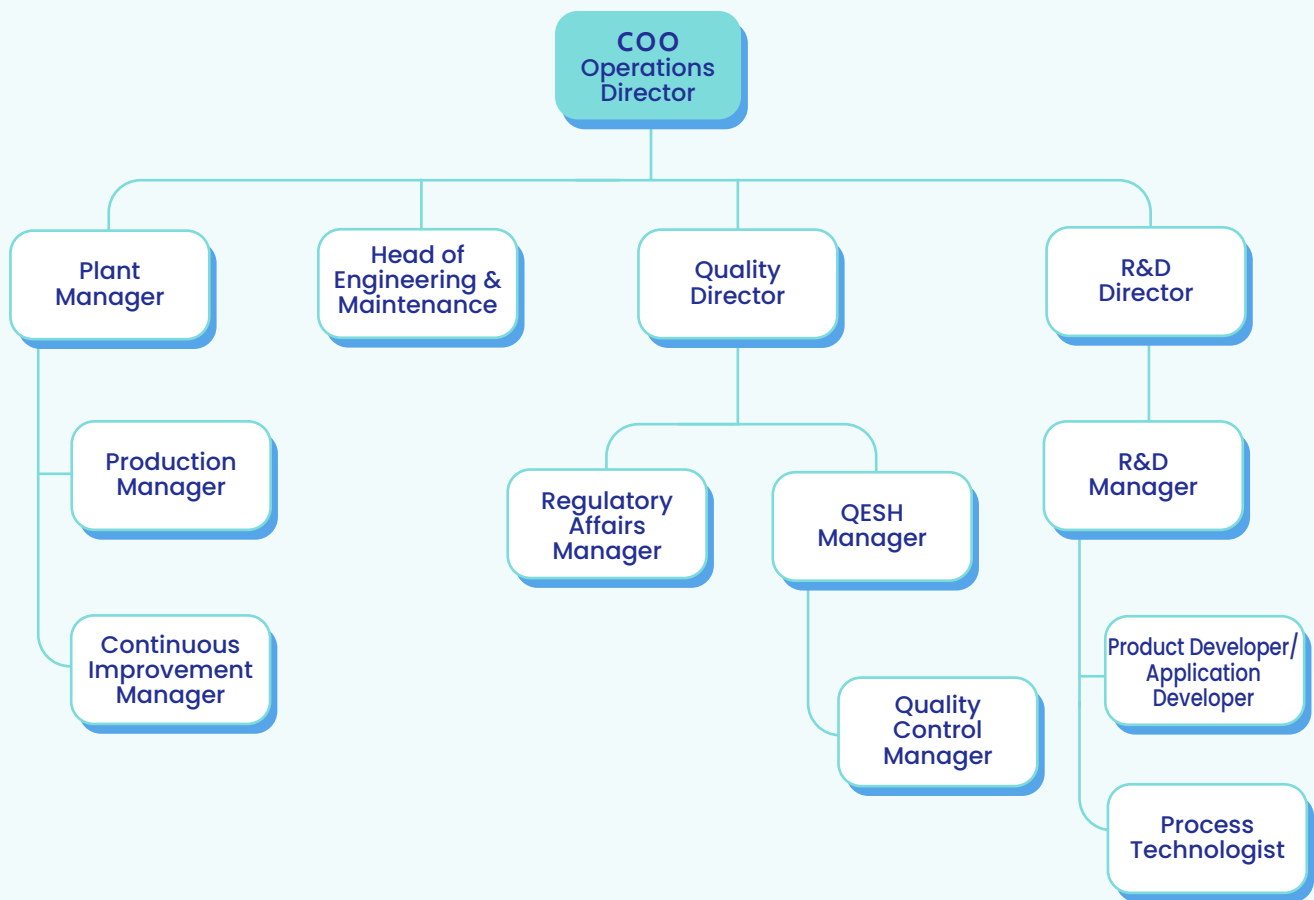 COO
Operations
Director
Plant
Manager
Head of
Engineering &
Maintenance
Quality
Director
R&D
Director
Production
Manager
Continuous
Improvement
Manager
Regulatory
Affairs
Manager
QESH
Manager
Quality
Control
Manager
R&D
Manager
Product Developer/
Application
Developer
Process
Technologist